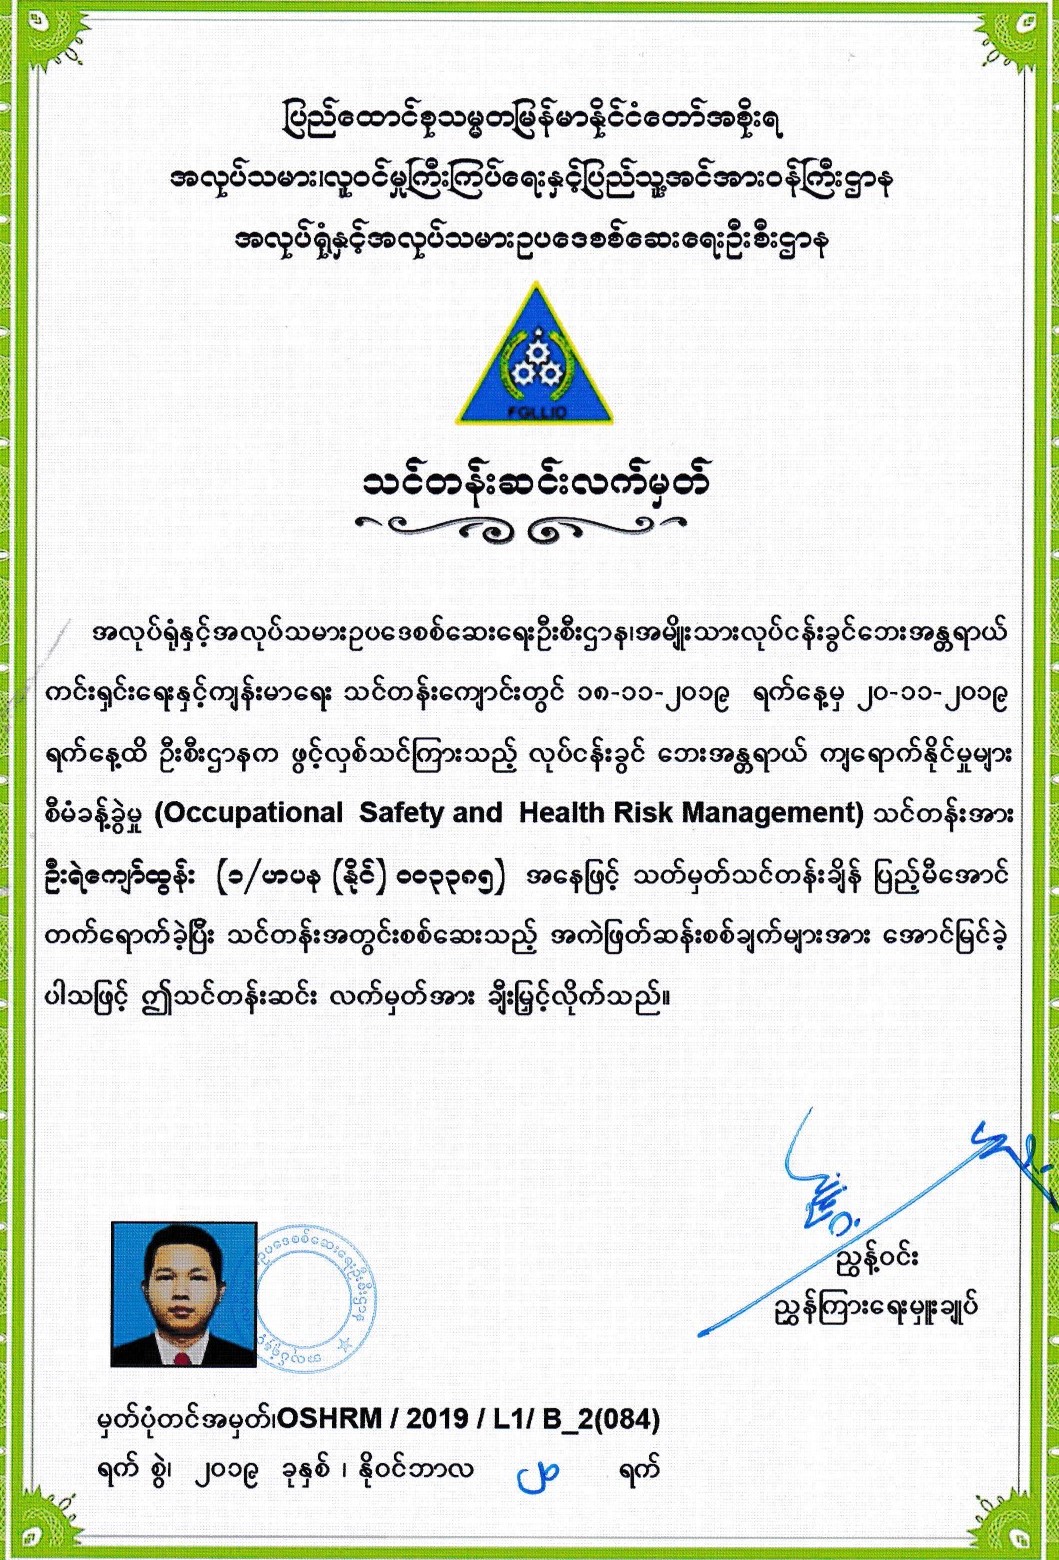 ပြည်ထောင်စုသမ္မတမြန်မာနိုင်ငံတော်အစိုးရ
အလုပ်သမား၊လူဝင်မှုကြီးကြပ်ရေးနှင့်ပြည်သူ့အင်အားဝန်ကြီးဌာန
အလုပ်ရုံနှင့်အလုပ်သမားဥပဒေစစ်ဆေးရေးဦးစီးဌာန
FGLLID
သင်တန်းဆင်းလက်မှတ်
အလုပ်ရုံနှင့်အလုပ်သမားဥပဒေစစ်ဆေးရေးဦးစီးဌာန၊အမျိုးသားလုပ်ငန်းခွင်ဘေးအန္တရာယ်
ကင်းရှင်းရေးနှင့်ကျန်းမာရေး သင်တန်းကျောင်းတွင် ၁၈-၁၁-၂၀၁၉ ရက်နေ့မှ ၂၀-၁၁-၂၀၁၉
ရက်နေ့ထိ ဦးစီးဌာနက ဖွင့်လှစ်သင်ကြားသည့် လုပ်ငန်းခွင် ဘေးအန္တရာယ် ကျရောက်နိုင်မှုများ
စီမံခန့်ခွဲမှု (Occupational Safety and Health Risk Management) သင်တန်းအား
ဦးရဲကျော်ထွန်း (၁/ဟပန (နိုင်) ၀၀၃၃၈၅) အနေဖြင့် သတ်မှတ်သင်တန်းချိန် ပြည့်မီအောင်
တက်ရောက်ခဲ့ပြီး သင်တန်းအတွင်းစစ်ဆေးသည့် အကဲဖြတ်ဆန်းစစ်ချက်များအား အောင်မြင်ခဲ့
ပါသဖြင့် ဤသင်တန်းဆင်း လက်မှတ်အား ချီးမြှင့်လိုက်သည်။
ညွန့်ဝင်း
ညွှန်ကြားရေးမှူးချုပ်
ဥပဒေစစ်ဆေးရေးဦးစီးဌာန
မှတ်ပုံတင်အမှတ်၊OSHRM / 2019 / L1/ B_2(084)
ရက် စွဲ၊ ၂၀၁၉ ခုနှစ် ၊ နိုဝင်ဘာလ ၂၀ ရက်